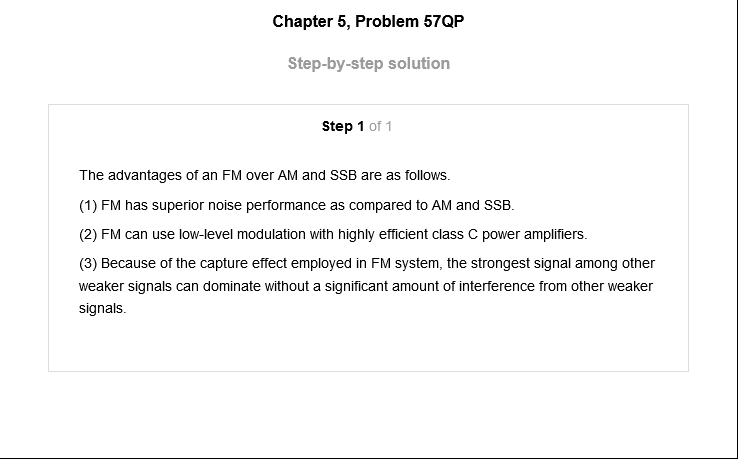 Chapter 5, Problem 57QP
Step-by-step solution
Step 1 of 1
The advantages of an FM over AM and SSB are as follows.
(1) FM has superior noise performance as compared to AM and SSB.
(2) FM can use low-level modulation with highly efficient class C power amplifiers.
(3) Because of the capture effect employed in FM system, the strongest signal among other
weaker signals can dominate without a significant amount of interference from other weaker
signals.